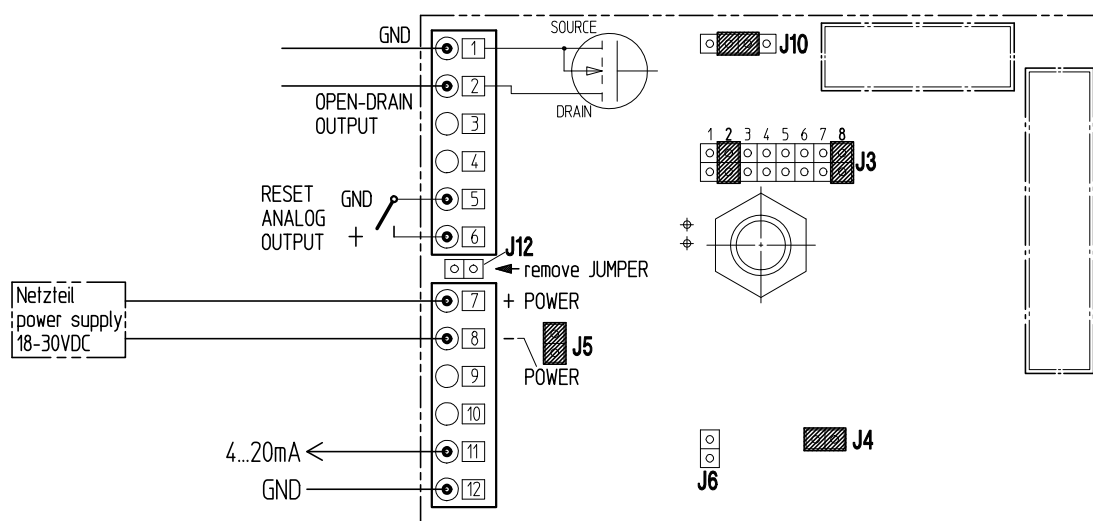 GND
1
SOURCE
J10
OPEN-DRAIN
OUTPUT
2
DRAIN
3
4
1 2 3 4 5 6 7 8
J3
RESET
ANALOG
OUTPUT
GND
+
5
6
J12
remove JUMPER
Netzteil
power supply
18-30VDC
7
+ POWER
8
- POWER
J5
9
10
4...20mA
11
GND
12
J6
J4